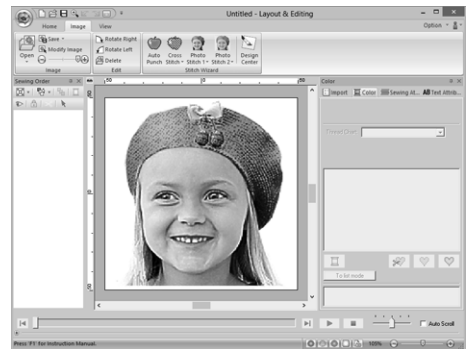 Untitled - Layout & Editing
Home Image View Option
Open
Save
Modify Image
Image
Rotate Right
Rotate Left
Delete
Edit
Auto Punch
Cross Stitch
Photo Stitch 1
Photo Stitch 2
Design Center
Stitch Wizard
Sewing Order
Color
Import Color Sewing At... AB Text Attrib...
Thread Chart
To list mode
Auto Scroll
Press 'F1' for Instruction Manual.
109%